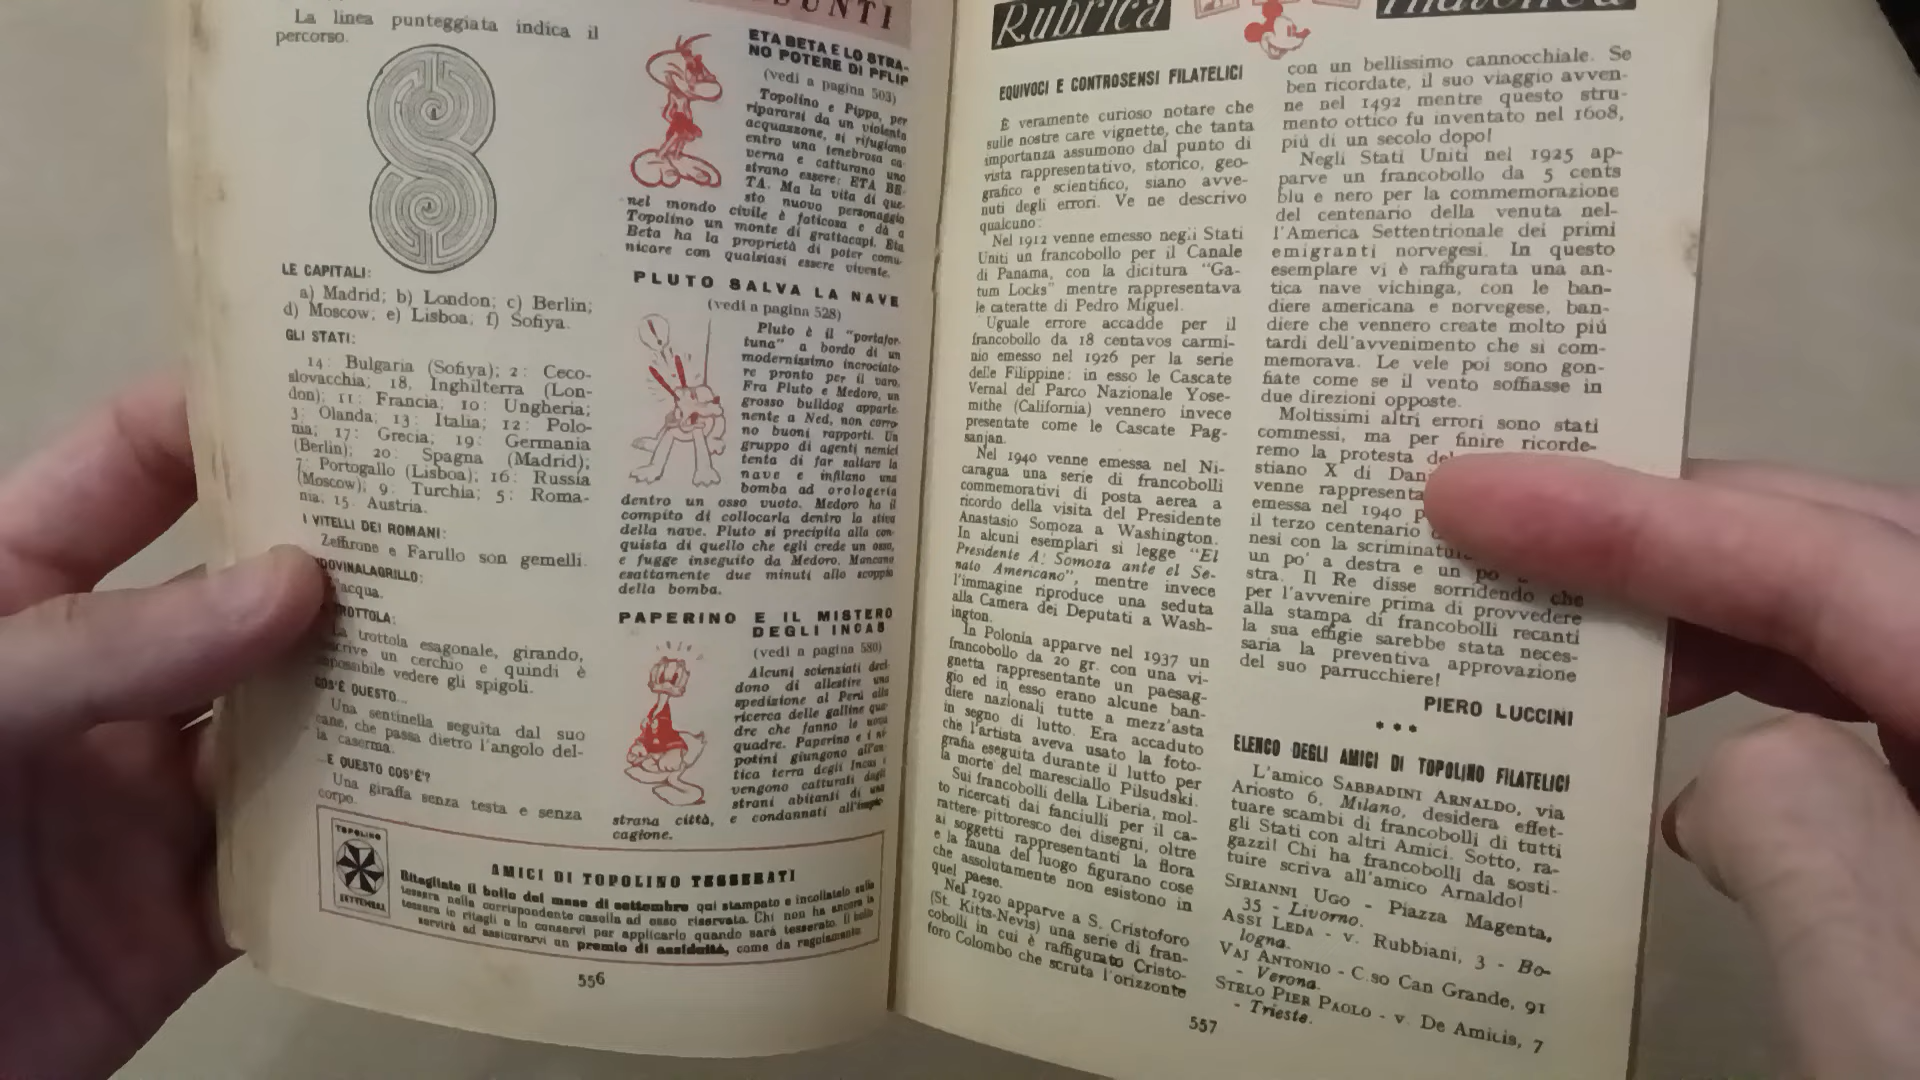 La linea punteggiata indica il
percorso.
LE CAPITALI:
a) Madrid; b) London; c) Berlin;
d) Moscow; e) Lisboa, f) Sofiya.
GLI STATI:
14: Bulgaria (Sofiya); 2: Ceco-
slovacchia; 18, Inghilterra (Lon-
don); 11: Francia; 10: Ungheria;
3: Olanda; 13: Italia; 12: Polo-
nia; 17: Grecia; 19: Germania
(Berlin); 20: Spagna (Madrid);
7: Portogallo (Lisboa); 16: Russia
(Moscow); 9: Turchia; 5: Roma-
nia; 15: Austria.
I VITELLI DEI ROMANI:
Zeffirone e Farullo son gemelli.
DOVINALAGRILLO:
acqua.
TROTTOLA:
La trottola esagonale, girando,
un cerchio e quindi è
vedere gli spigoli.
COS'È QUESTO...
Una sentinella seguita dal suo
cane, che passa dietro l'angolo del-
la caserma.
...E QUESTO COS'È?
Una giraffa senza testa e senza
corpo.
SUNTI
ETA BETA E LO STRA-
NO POTERE DI PFLIP
(vedi a pagina 503)
Topolino e Pippo, per
ripararsi da un violento
acquazzone, si rifugiano
entro una tenebrosa ca-
verna e catturano uno
strano essere: ETA BE-
TA. Ma la vita di que-
sto nuovo personaggio
nel mondo civile è faticosa e dà a
Topolino un monte di grattacapi. Eta
Beta ha la proprietà di poter comu-
nicare con qualsiasi essere vivente.
PLUTO SALVA LA NAVE
(vedi a pagina 528)
Pluto è il "portafor-
tuna" a bordo di un
modernissimo incrociato-
re pronto per il varo.
Fra Pluto e Medoro, un
grosso bulldog apparte-
nente a Ned, non corro-
no buoni rapporti. Un
gruppo di agenti nemici
tenta di far saltare la
nave e infilano una
bomba ad orologeria
dentro un osso vuoto. Medoro ha il
compito di collocarla dentro la stiva
della nave. Pluto si precipita alla con-
quista di quello che egli crede un osso,
e fugge inseguito da Medoro. Mancano
esattamente due minuti allo scoppio
della bomba.
PAPERINO E IL MISTERO
DEGLI INCAS
(vedi a pagina 580)
Alcuni scienziati deci-
dono di allestire una
spedizione al Perù alla
ricerca delle galline qua-
dre che fanno le uova
quadre. Paperino e i ni-
potini giungono all'an-
tica terra degli Incas e
vengono catturati dagli
strani abitanti di una
strana città, e condannati all'impic-
cagione.
TOPOLINO
SETTEMBRE
AMICI DI TOPOLINO TESSERATI
Ritagliate il bollo del mese di settembre qui stampato e incollatelo sulla
tessera nella corrispondente casella ad esso riservata. Chi non ha ancora la
tessera lo ritagli e lo conservi per applicarlo quando sarà tesserato. Il bollo
servirà ad assicurarvi un premio di assiduità, come da regolamento.
556
Rubrica filatelica
EQUIVOCI E CONTROSENSI FILATELICI
È veramente curioso notare che
sulle nostre care vignette, che tanta
importanza assumono dal punto di
vista rappresentativo, storico, geo-
grafico e scientifico, siano avve-
nuti degli errori. Ve ne descrivo
qualcuno:
Nel 1912 venne emesso negli Stati
Uniti un francobollo per il Canale
di Panama, con la dicitura "Ga-
tum Locks" mentre rappresentava
le cateratte di Pedro Miguel.
Uguale errore accadde per il
francobollo da 18 centavos carmi-
nio emesso nel 1926 per la serie
delle Filippine: in esso le Cascate
Vernal del Parco Nazionale Yose-
mithe (California) vennero invece
presentate come le Cascate Pag-
sanjan.
Nel 1940 venne emessa nel Ni-
caragua una serie di francobolli
commemorativi di posta aerea a
ricordo della visita del Presidente
Anastasio Somoza a Washington.
In alcuni esemplari si legge "El
Presidente A: Somoza ante el Se-
nato Americano", mentre invece
l'immagine riproduce una seduta
alla Camera dei Deputati a Wash-
ington.
In Polonia apparve nel 1937 un
francobollo da 20 gr. con una vi-
gnetta rappresentante un paesag-
gio ed in esso erano alcune ban-
diere nazionali tutte a mezz'asta
in segno di lutto. Era accaduto
che l'artista aveva usato la foto-
grafia eseguita durante il lutto per
la morte del maresciallo Pilsudski.
Sui francobolli della Liberia, mol-
to ricercati dai fanciulli per il ca-
rattere pittoresco dei disegni, oltre
ai soggetti rappresentanti la flora
e la fauna del luogo figurano cose
che assolutamente non esistono in
quel paese.
Nel 1920 apparve a S. Cristoforo
(St. Kitts-Nevis) una serie di fran-
cobolli in cui è raffigurato Cristo-
foro Colombo che scruta l'orizzonte
con un bellissimo cannocchiale. Se
ben ricordate, il suo viaggio avven-
ne nel 1492 mentre questo stru-
mento ottico fu inventato nel 1608,
più di un secolo dopo!
Negli Stati Uniti nel 1925 ap-
parve un francobollo da 5 cents
blu e nero per la commemorazione
del centenario della venuta nel-
l'America Settentrionale dei primi
emigranti norvegesi. In questo
esemplare vi è raffigurata una an-
tica nave vichinga, con le ban-
diere americana e norvegese, ban-
diere che vennero create molto più
tardi dell'avvenimento che si com-
memorava. Le vele poi sono gon-
fiate come se il vento soffiasse in
due direzioni opposte.
Moltissimi altri errori sono stati
commessi, ma per finire ricorde-
remo la protesta del
stiano X di Dani
venne rappresenta
emessa nel 1940 p
il terzo centenario
nesi con la scriminatur
un po' a destra e un po'
stra. Il Re disse sorridendo che
per l'avvenire prima di provvedere
alla stampa di francobolli recanti
la sua effigie sarebbe stata neces-
saria la preventiva approvazione
del suo parrucchiere!
PIERO LUCCINI
* * *
ELENCO DEGLI AMICI DI TOPOLINO FILATELICI
L'amico SABBADINI ARNALDO, via
Ariosto 6, Milano, desidera effet-
tuare scambi di francobolli di tutti
gli Stati con altri Amici. Sotto, ra-
gazzi! Chi ha francobolli da sosti-
tuire scriva all'amico Arnaldo!
SIRIANNI UGO - Piazza Magenta,
35 - Livorno.
ASSI LEDA - v. Rubbiani, 3 - Bo-
logna.
VAJ ANTONIO - C.so Can Grande, 91
- Verona.
STELO PIER PAOLO - v. De Amicis, 7
- Trieste.
557